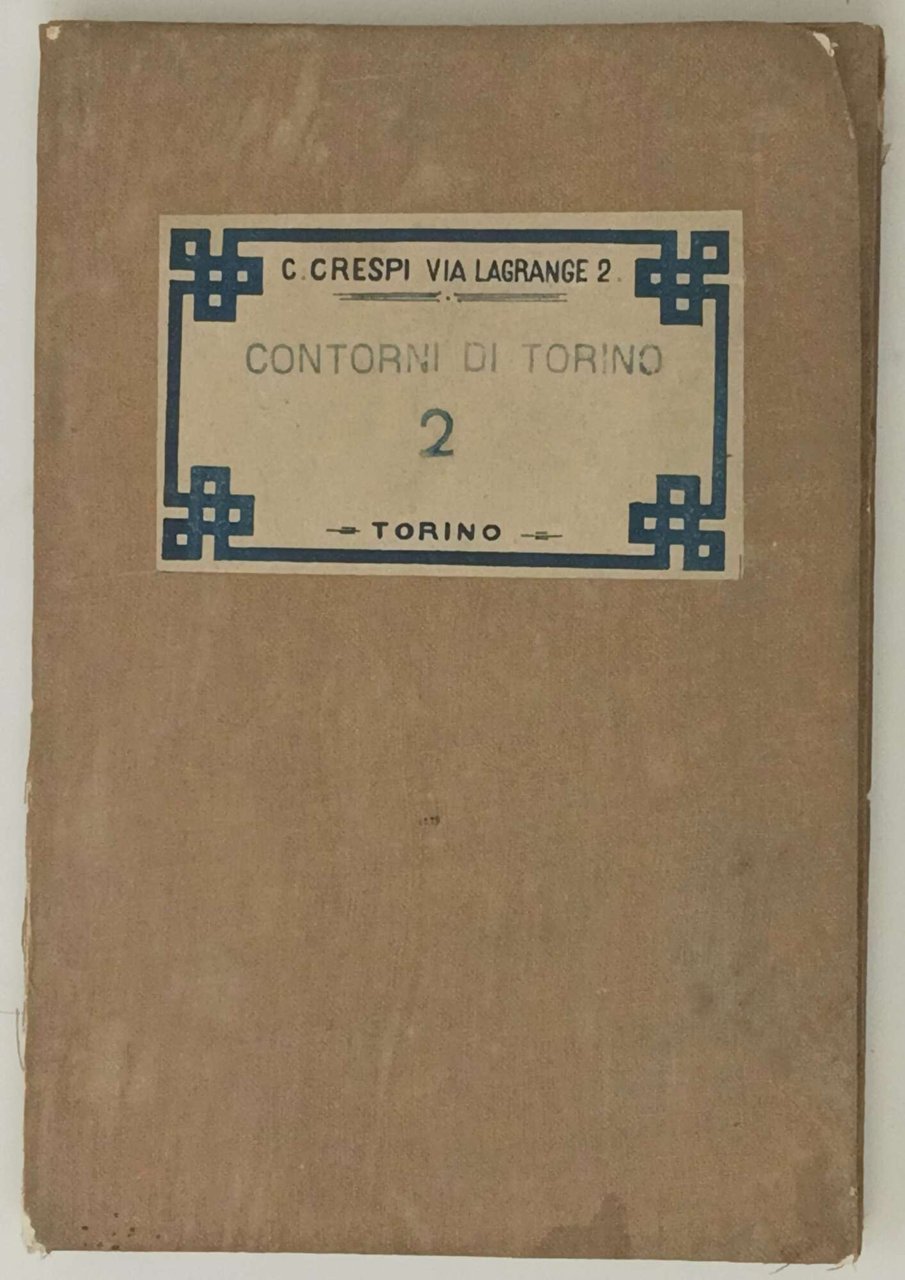 C. CRESPI VIA LAGRANGE 2.
CONTORNI DI TORINO
2
TORINO